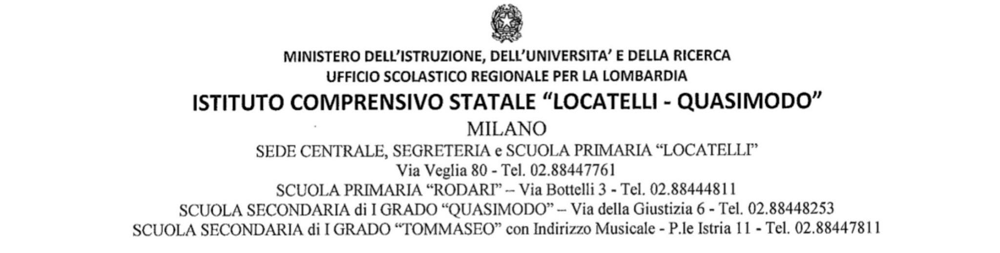 MINISTERO DELL'ISTRUZIONE, DELL'UNIVERSITA' E DELLA RICERCA
UFFICIO SCOLASTICO REGIONALE PER LA LOMBARDIA
ISTITUTO COMPRENSIVO STATALE “LOCATELLI - QUASIMODO”
MILANO
SEDE CENTRALE, SEGRETERIA e SCUOLA PRIMARIA “LOCATELLI”
Via Veglia 80 - Tel. 02.88447761
SCUOLA PRIMARIA “RODARI” – Via Bottelli 3 - Tel. 02.88444811
SCUOLA SECONDARIA di I GRADO “QUASIMODO” – Via della Giustizia 6 - Tel. 02.88448253
SCUOLA SECONDARIA di I GRADO “TOMMASEO” con Indirizzo Musicale - P.le Istria 11 - Tel. 02.88447811